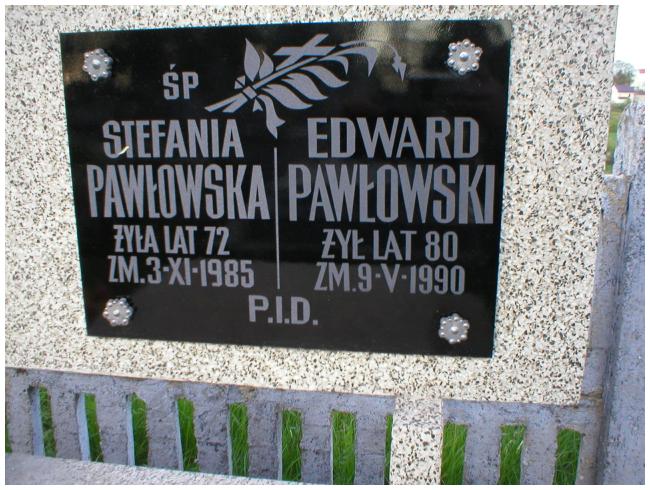 ŚP
STEFANIA
PAWŁOWSKA
ŻYŁA LAT 72
ZM.3-XI-1985
EDWARD
PAWŁOWSKI
ŻYŁ LAT 80
ZM.9-V-1990
P.I.D.